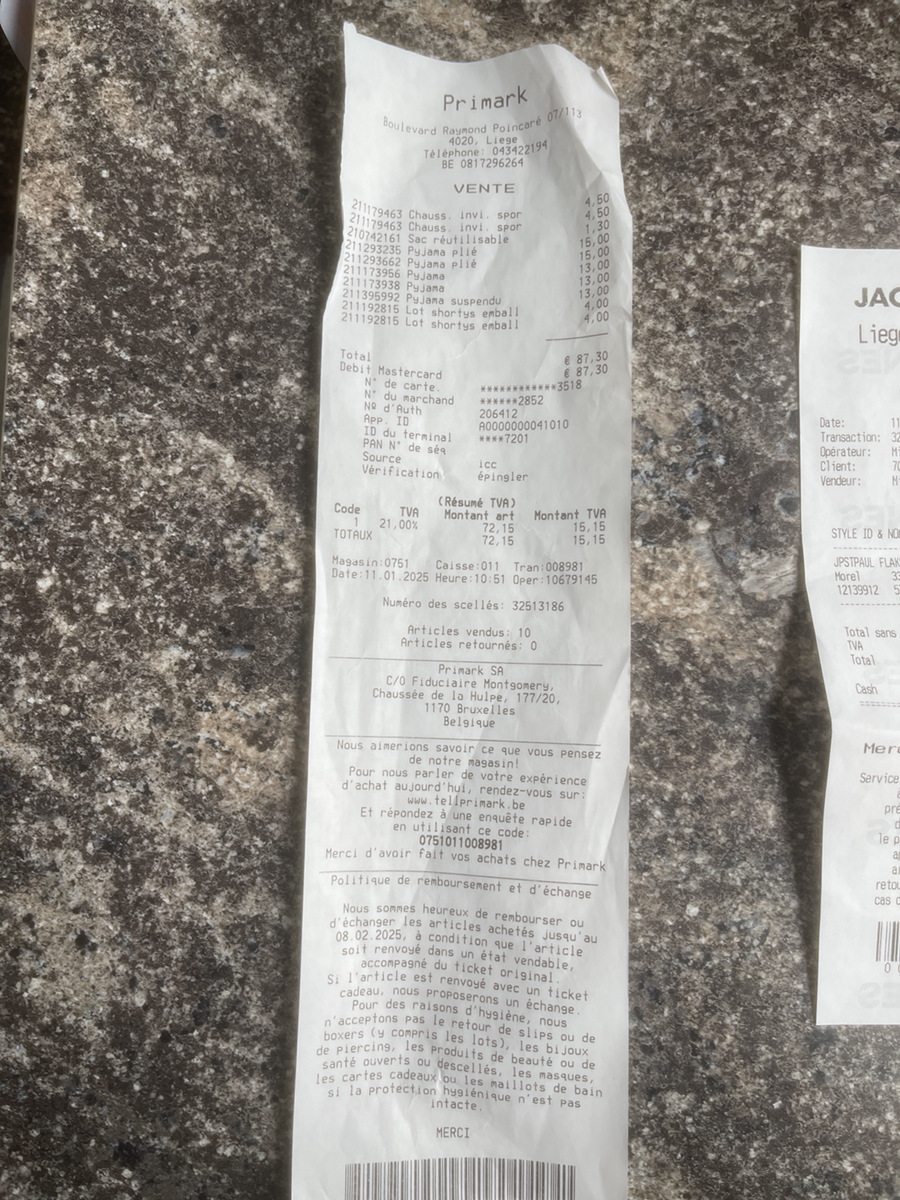 Primark
Boulevard Raymond Poincaré 07/113
4020, Liege
Téléphone: 043422194
BE 0817296264
VENTE
211179463 Chauss. invi. spor 4,50
211179463 Chauss. invi. spor 4,50
210742161 Sac réutilisable 1,30
211293235 Pyjama plié 15,00
211293662 Pyjama plié 15,00
211173956 Pyjama 13,00
211173938 Pyjama 13,00
211395992 Pyjama suspendu 13,00
211192815 Lot shortys emball 4,00
211192815 Lot shortys emball 4,00
Total € 87,30
Debit Mastercard € 87,30
N° de carte. ************3518
N° du marchand ******2852
Nº d'Auth 206412
App. ID A0000000041010
ID du terminal ****7201
PAN N° de séq
Source icc
Vérification épingler
(Résumé TVA)
Code TVA Montant art Montant TVA
1 21,00% 72,15 15,15
TOTAUX 72,15 15,15
Magasin:0751 Caisse:011 Tran:008981
Date:11.01.2025 Heure:10:51 Oper:10679145
Numéro des scellés: 32513186
Articles vendus: 10
Articles retournés: 0
Primark SA
C/O Fiduciaire Montgomery,
Chaussée de la Hulpe, 177/20,
1170 Bruxelles
Belgique
Nous aimerions savoir ce que vous pensez
de notre magasin!
Pour nous parler de votre expérience
d'achat aujourd'hui, rendez-vous sur:
www.tellprimark.be
Et répondez à une enquête rapide
en utilisant ce code:
0751011008981
Merci d'avoir fait vos achats chez Primark
Politique de remboursement et d'échange
Nous sommes heureux de rembourser ou
d'échanger les articles achetés jusqu'au
08.02.2025, à condition que l'article
soit renvoyé dans un état vendable,
accompagné du ticket original.
Si l'article est renvoyé avec un ticket
cadeau, nous proposerons un échange.
Pour des raisons d'hygiène, nous
n'acceptons pas le retour de slips ou de
boxers (y compris les lots), les bijoux
de piercing, les produits de beauté ou de
santé ouverts ou descellés, les masques,
les cartes cadeaux ou les maillots de bain
si la protection hygiénique n'est pas
intacte.
MERCI
JAC
Liege
Date: 11
Transaction: 32
Opérateur: Mi
Client: 70
Vendeur: Mi
STYLE ID & NO
JPSTPAUL FLAK
Morel 33
12139912 5
Total sans
TVA
Total
Cash
Merc
Service
pré
le p
retou
cas d